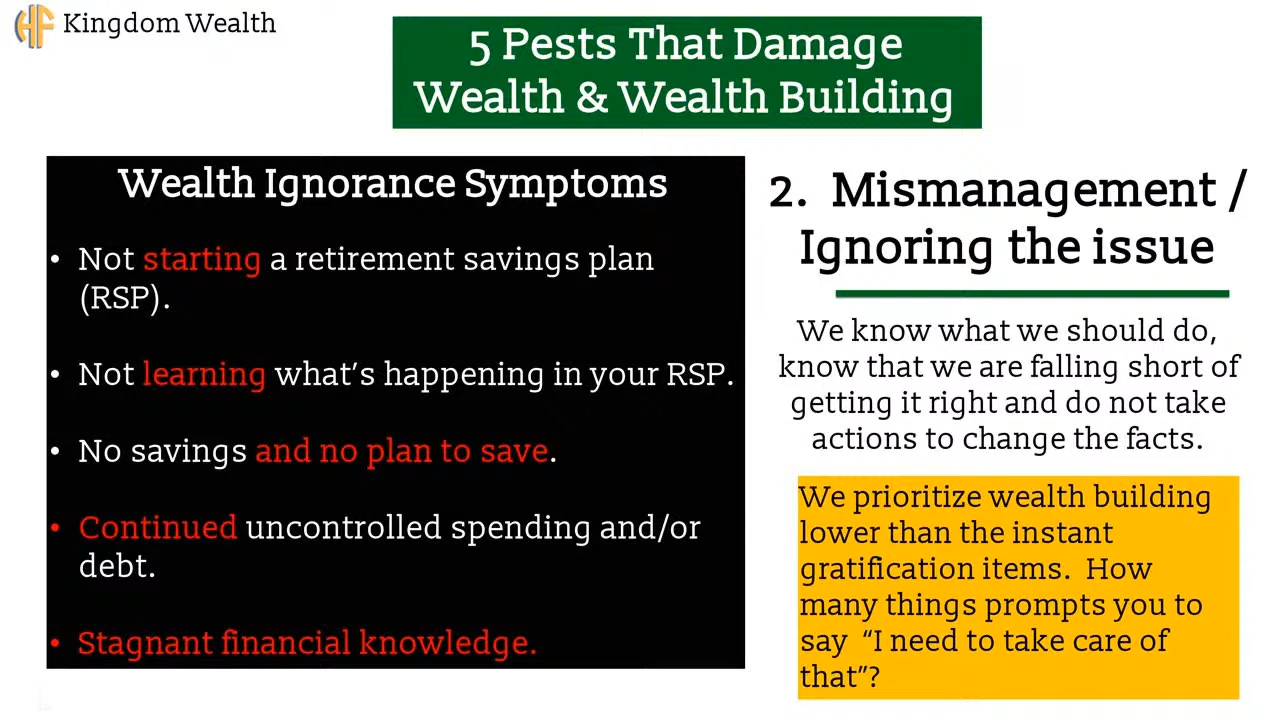 HF Kingdom Wealth
5 Pests That Damage
Wealth & Wealth Building
Wealth Ignorance Symptoms
• Not starting a retirement savings plan
(RSP).
• Not learning what's happening in your RSP.
• No savings and no plan to save.
• Continued uncontrolled spending and/or
debt.
• Stagnant financial knowledge.
2. Mismanagement /
Ignoring the issue
We know what we should do,
know that we are falling short of
getting it right and do not take
actions to change the facts.
We prioritize wealth building
lower than the instant
gratification items. How
many things prompts you to
say “I need to take care of
that”?